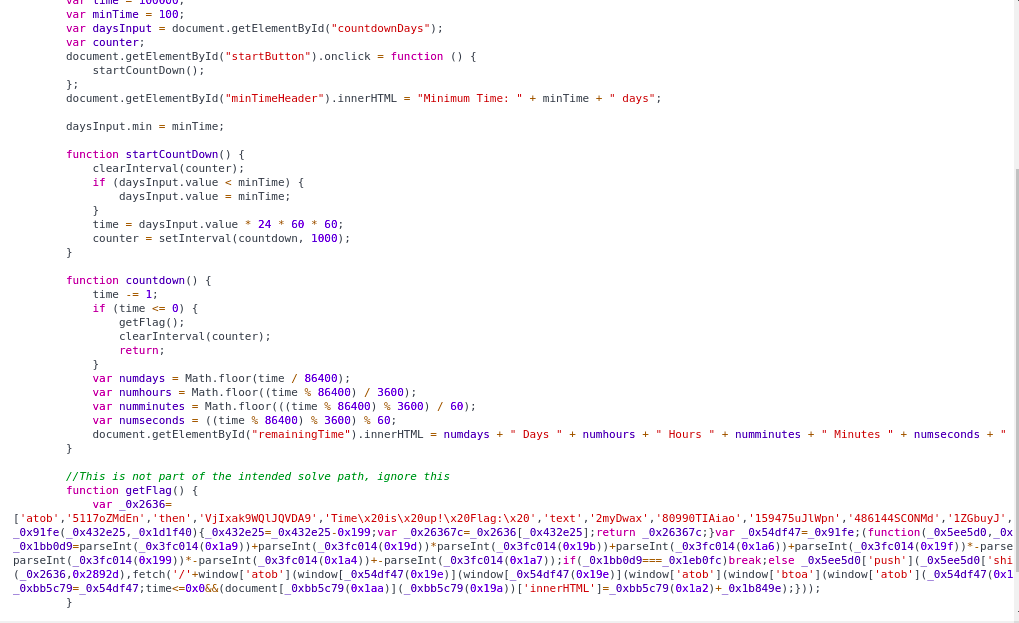 var time = 100000;
var minTime = 100;
var daysInput = document.getElementById("countdownDays");
var counter;
document.getElementById("startButton").onclick = function () {
startCountDown();
};
document.getElementById("minTimeHeader").innerHTML = "Minimum Time: " + minTime + " days";
daysInput.min = minTime;
function startCountDown() {
clearInterval(counter);
if (daysInput.value < minTime) {
daysInput.value = minTime;
}
time = daysInput.value * 24 * 60 * 60;
counter = setInterval(countdown, 1000);
}
function countdown() {
time -= 1;
if (time <= 0) {
getFlag();
clearInterval(counter);
return;
}
var numdays = Math.floor(time / 86400);
var numhours = Math.floor((time % 86400) / 3600);
var numminutes = Math.floor(((time % 86400) % 3600) / 60);
var numseconds = ((time % 86400) % 3600) % 60;
document.getElementById("remainingTime").innerHTML = numdays + " Days " + numhours + " Hours " + numminutes + " Minutes " + numseconds + "
}
//This is not part of the intended solve path, ignore this
function getFlag() {
var _0x2636=
['atob','5117oZMdEn','then','VjIxak9WQlJQVDA9','Time\x20is\x20up!\x20Flag:\x20','text','2myDwax','80990TIAiao','159475uJlWpn','486144SCONMd','1ZGbuyJ',
_0x91fe(_0x432e25,_0x1d1f40){_0x432e25=_0x432e25-0x199;var _0x26367c=_0x2636[_0x432e25];return _0x26367c;}var _0x54df47=_0x91fe;(function(_0x5ee5d0,_0x
_0x1bb0d9=parseInt(_0x3fc014(0x1a9))+parseInt(_0x3fc014(0x19d))*parseInt(_0x3fc014(0x19b))+parseInt(_0x3fc014(0x1a6))+parseInt(_0x3fc014(0x19f))*-parse
parseInt(_0x3fc014(0x199))*-parseInt(_0x3fc014(0x1a4))+-parseInt(_0x3fc014(0x1a7));if(_0x1bb0d9===_0x1eb0fc)break;else _0x5ee5d0['push'](_0x5ee5d0['shi
(_0x2636,0x2892d),fetch('/'+window['atob'](window[_0x54df47(0x19e)](window[_0x54df47(0x19e)](window['atob'](window['btoa'](window['atob'](_0x54df47(0x1
_0xbb5c79=_0x54df47;time<=0x0&&(document[_0xbb5c79(0x1aa)](_0xbb5c79(0x19a))['innerHTML']=_0xbb5c79(0x1a2)+_0x1b849e);}));
}